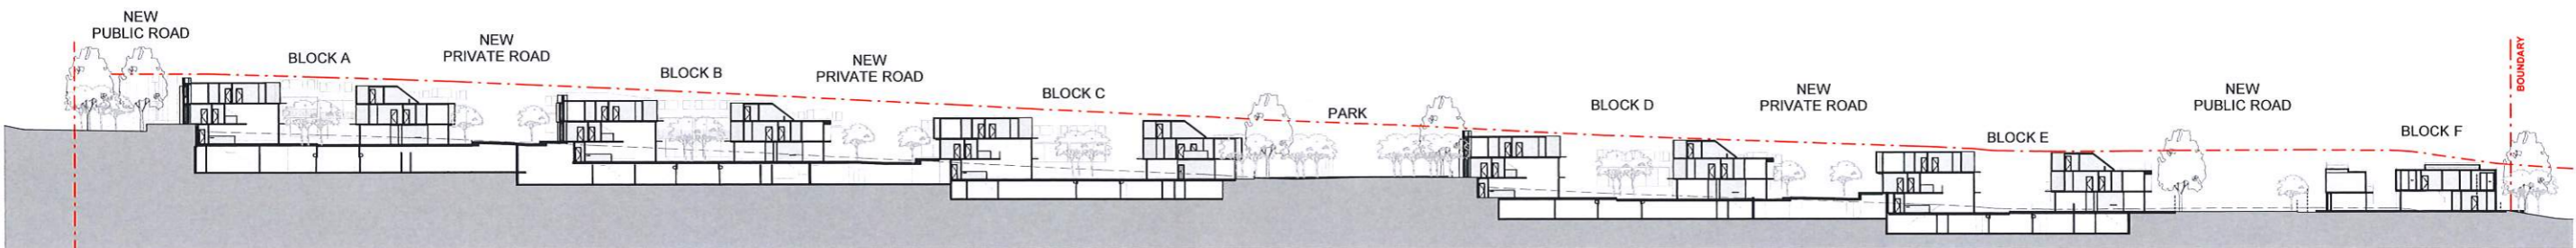 NEW
PUBLIC ROAD
BLOCK A
NEW
PRIVATE ROAD
BLOCK B
NEW
PRIVATE ROAD
BLOCK C
PARK
BLOCK D
NEW
PRIVATE ROAD
BLOCK E
NEW
PUBLIC ROAD
BLOCK F
BOUNDARY